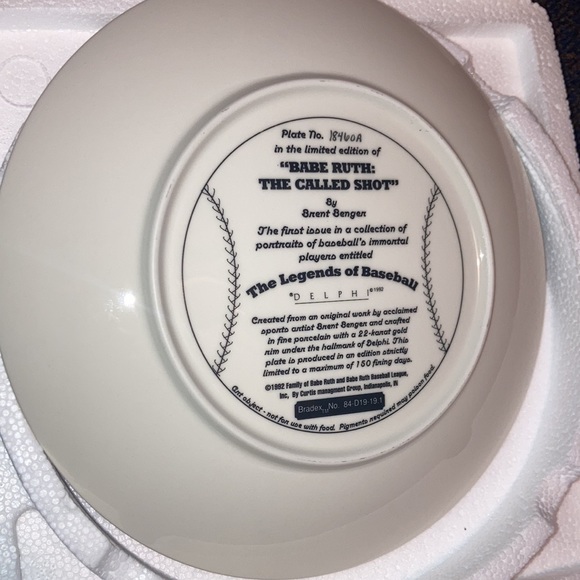 Plate No. 18460A
in the limited edition of
"BABE RUTH:
THE CALLED SHOT"
By
Brent Benger
The first issue in a collection of
portraits of baseball's immortal
players entitled
The Legends of Baseball
®DELPHI ©1992
Created from an original work by acclaimed
sports artist Brent Benger and crafted
in fine porcelain with a 22-karat gold
rim under the hallmark of Delphi. This
plate is produced in an edition strictly
limited to a maximum of 150 firing days.
©1992 Family of Babe Ruth and Babe Ruth Baseball League,
Inc, By Curtis managment Group, Indianapolis, IN
BradexTM No. 84-D19-19.1
Art object - not for use with food. Pigments required may poison food.